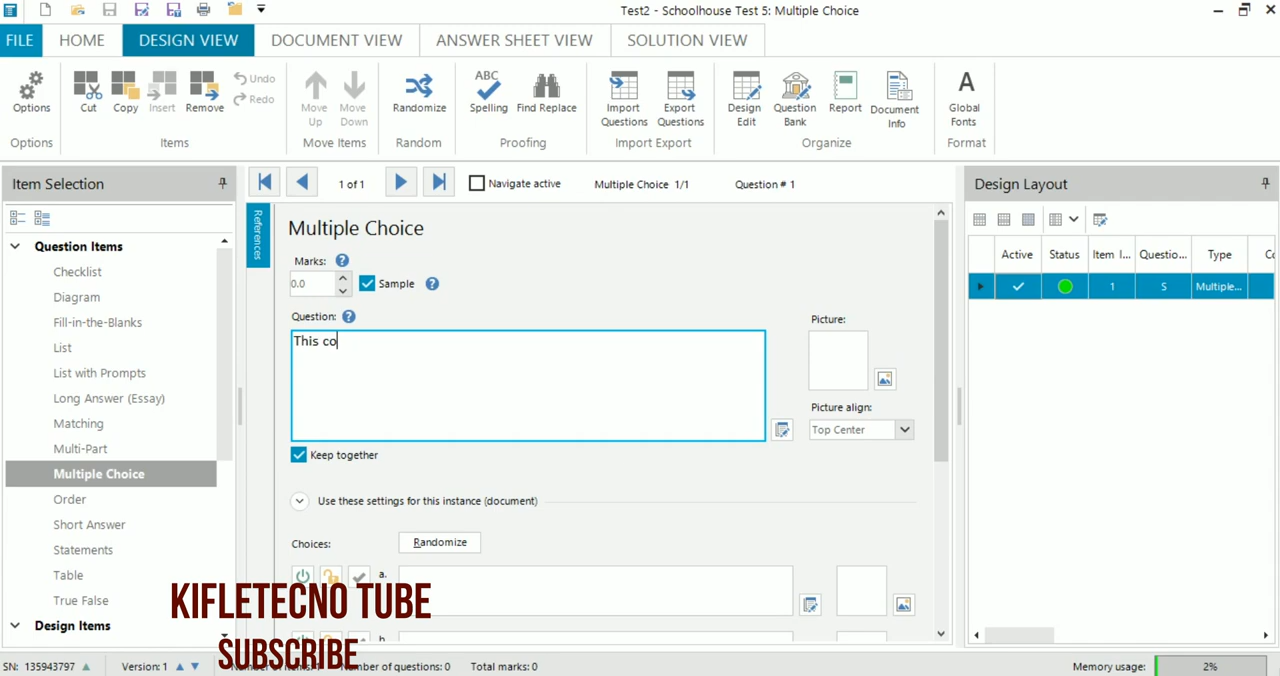 Test2 - Schoolhouse Test 5: Multiple Choice
FILE HOME DESIGN VIEW DOCUMENT VIEW ANSWER SHEET VIEW SOLUTION VIEW
Options Cut Copy Insert Remove Undo Redo Move Up Move Down Randomize ABC Spelling Find Replace Import Questions Export Questions Design Edit Question Bank Report Document Info A Global Fonts
Options Items Move Items Random Proofing Import Export Organize Format
Item Selection
1 of 1 Navigate active Multiple Choice 1/1 Question # 1
Design Layout
Question Items
Checklist
Diagram
Fill-in-the-Blanks
List
List with Prompts
Long Answer (Essay)
Matching
Multi-Part
Multiple Choice
Order
Short Answer
Statements
Table
True False
Design Items
References
Multiple Choice
Marks: ?
0.0 Sample ?
Question: ?
This co
Picture:
Picture align:
Top Center
Keep together
Use these settings for this instance (document)
Choices: Randomize
a.
b.
Active Status Item I... Questio... Type Co
1 S Multiple...
KIFLETECNO TUBE
SUBSCRIBE
SN: 135943797 Version: 1 Number of items: 1 Number of questions: 0 Total marks: 0 Memory usage: 2%